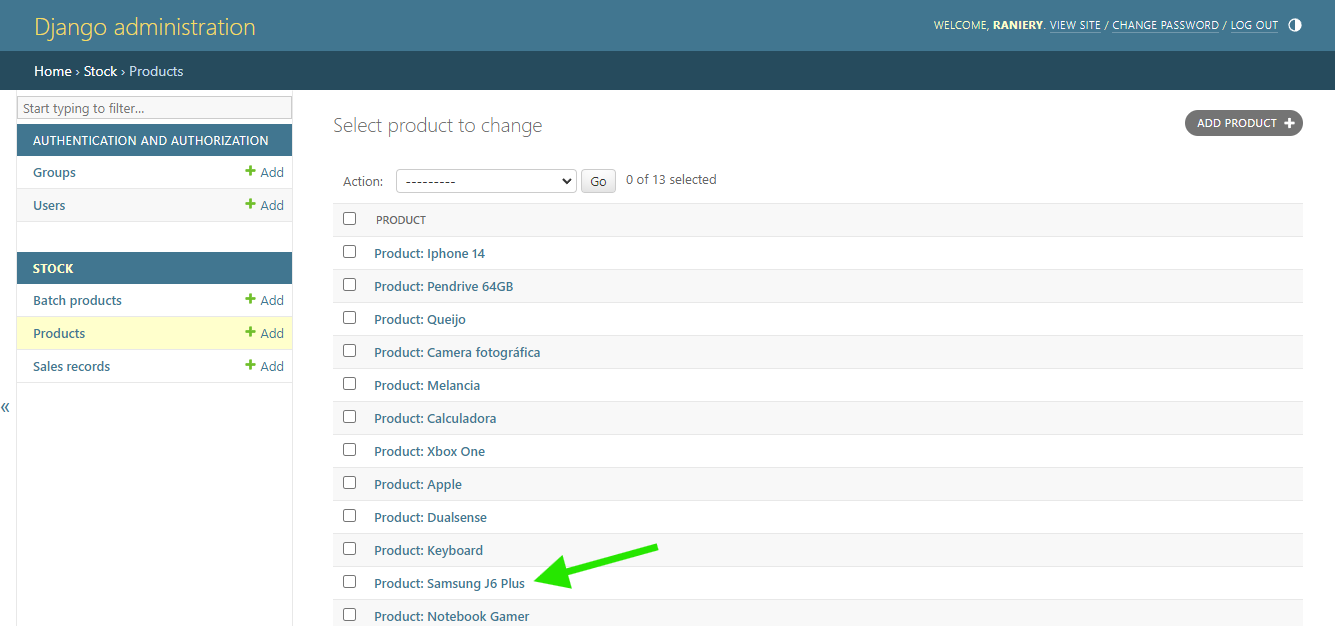 Django administration
WELCOME, RANIERY. VIEW SITE / CHANGE PASSWORD / LOG OUT
Home › Stock › Products
Start typing to filter...
AUTHENTICATION AND AUTHORIZATION
Groups + Add
Users + Add
STOCK
Batch products + Add
Products + Add
Sales records + Add
«
Select product to change
ADD PRODUCT +
Action: --------- Go 0 of 13 selected
PRODUCT
Product: Iphone 14
Product: Pendrive 64GB
Product: Queijo
Product: Camera fotográfica
Product: Melancia
Product: Calculadora
Product: Xbox One
Product: Apple
Product: Dualsense
Product: Keyboard
Product: Samsung J6 Plus
Product: Notebook Gamer